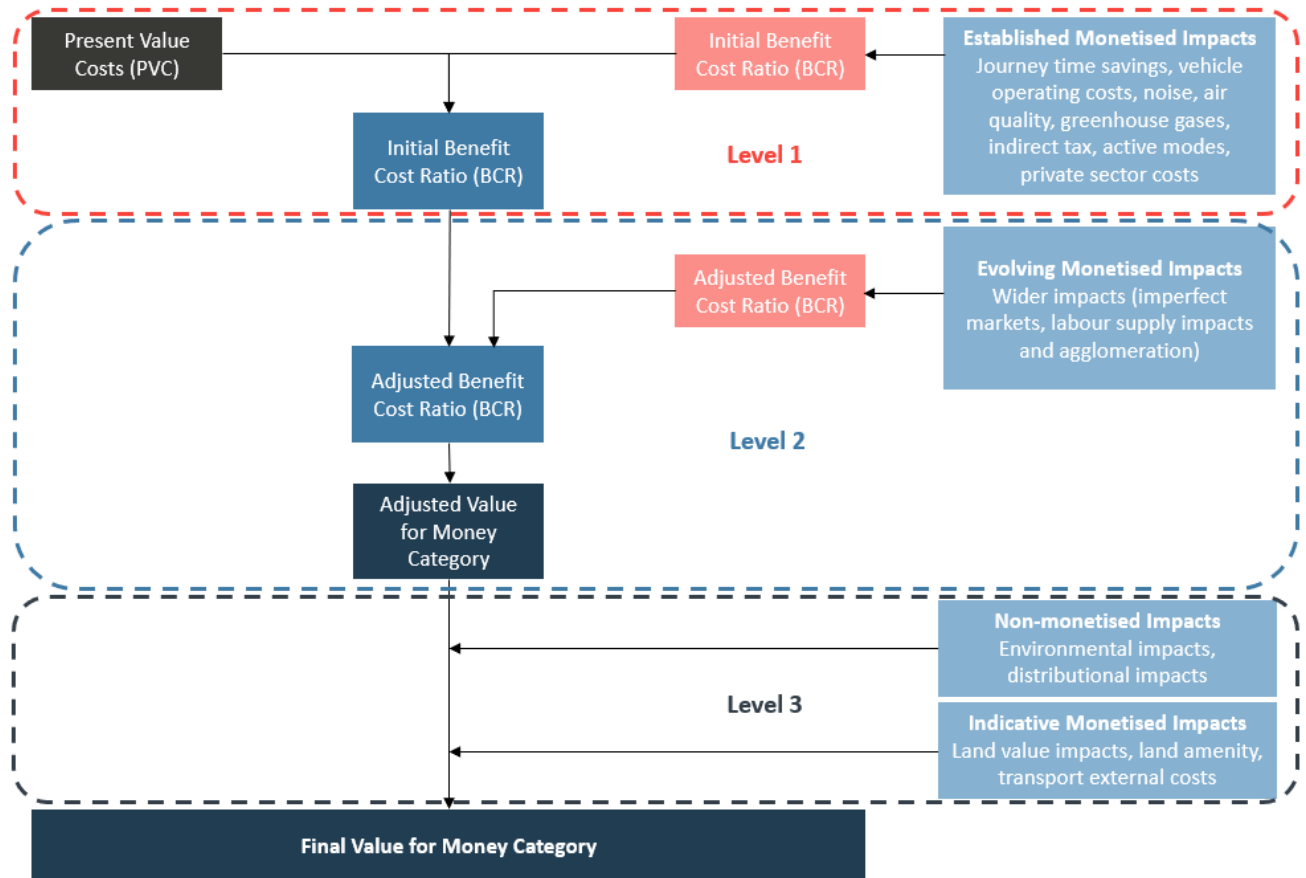 Present Value
Costs (PVC)
Initial Benefit
Cost Ratio (BCR)
Established Monetised Impacts
Journey time savings, vehicle
operating costs, noise, air
quality, greenhouse gases,
indirect tax, active modes,
private sector costs
Initial Benefit
Cost Ratio (BCR)
Level 1
Evolving Monetised Impacts
Wider impacts (imperfect
markets, labour supply impacts
and agglomeration)
Adjusted Benefit
Cost Ratio (BCR)
Adjusted Benefit
Cost Ratio (BCR)
Level 2
Adjusted Value
for Money
Category
Non-monetised Impacts
Environmental impacts,
distributional impacts
Level 3
Indicative Monetised Impacts
Land value impacts, land amenity,
transport external costs
Final Value for Money Category